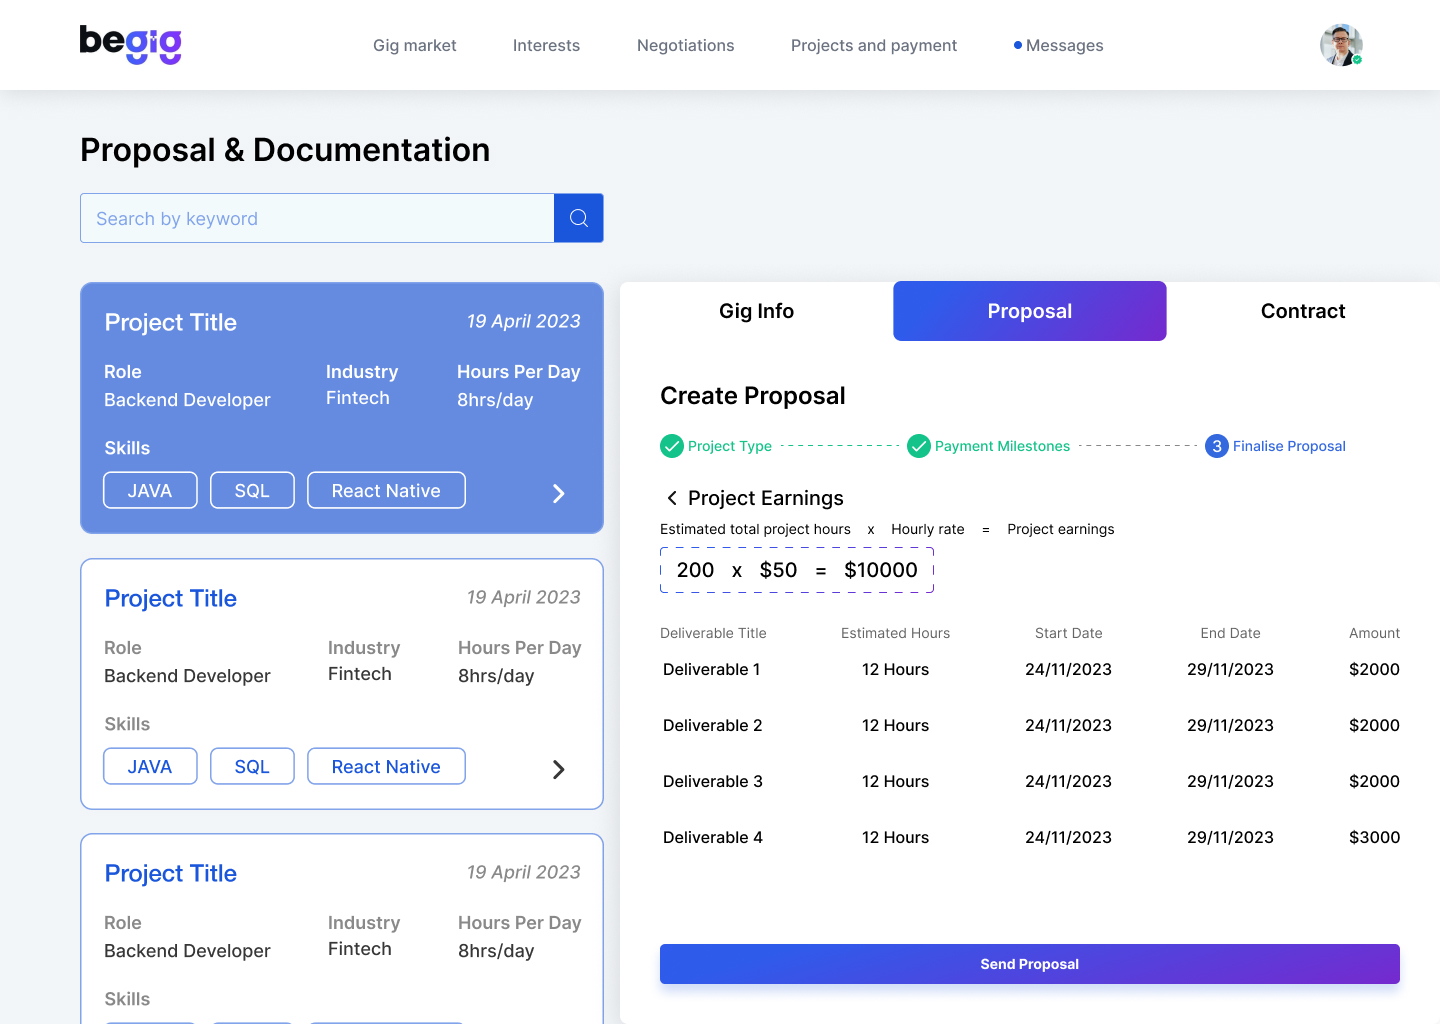 begig
Gig market
Interests
Negotiations
Projects and payment
Messages
Proposal & Documentation
Search by keyword
Project Title
19 April 2023
Role
Industry
Hours Per Day
Backend Developer
Fintech
8hrs/day
Skills
JAVA
SQL
React Native
Project Title
19 April 2023
Role
Industry
Hours Per Day
Backend Developer
Fintech
8hrs/day
Skills
JAVA
SQL
React Native
Project Title
19 April 2023
Role
Industry
Hours Per Day
Backend Developer
Fintech
8hrs/day
Skills
Gig Info
Proposal
Contract
Create Proposal
Project Type
Payment Milestones
3 Finalise Proposal
Project Earnings
Estimated total project hours x Hourly rate = Project earnings
200 x $50 = $10000
Deliverable Title Estimated Hours Start Date End Date Amount
Deliverable 1 12 Hours 24/11/2023 29/11/2023 $2000
Deliverable 2 12 Hours 24/11/2023 29/11/2023 $2000
Deliverable 3 12 Hours 24/11/2023 29/11/2023 $2000
Deliverable 4 12 Hours 24/11/2023 29/11/2023 $3000
Send Proposal